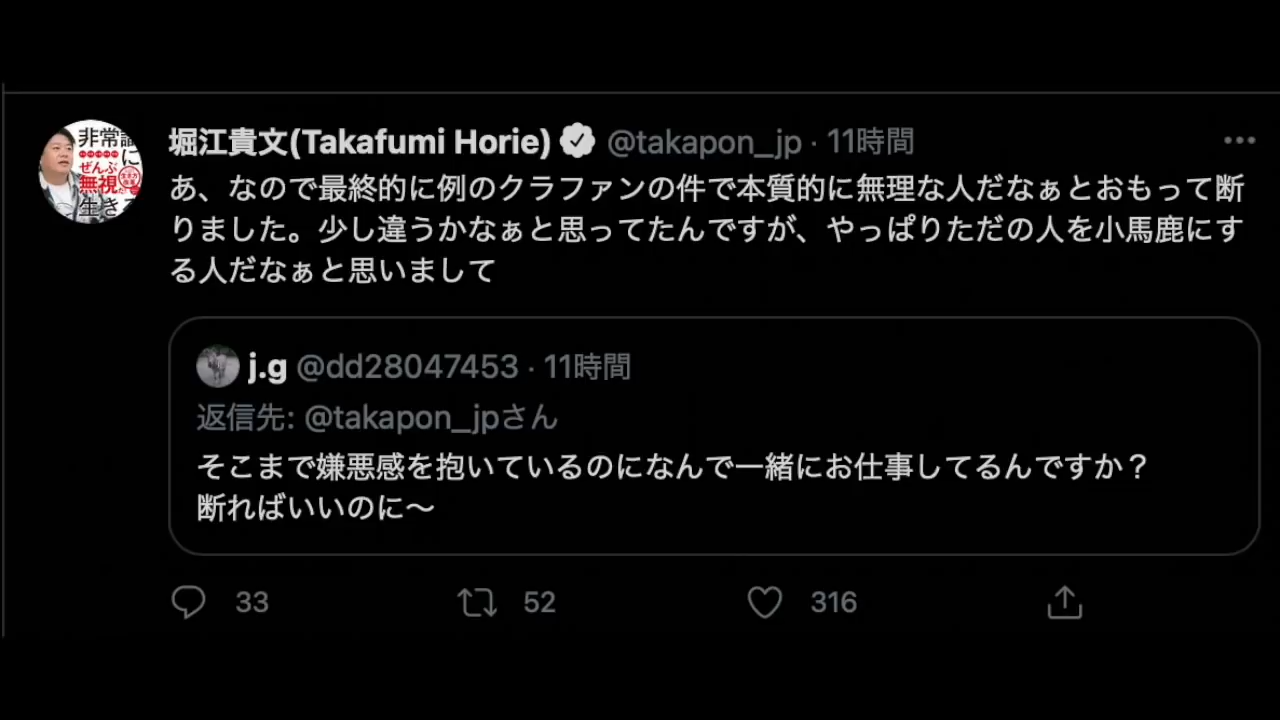 堀江貴文(Takafumi Horie) @takapon_jp · 11時間
あ、なので最終的に例のクラファンの件で本質的に無理な人だなぁとおもって断
りました。少し違うかなぁと思ってたんですが、やっぱりただの人を小馬鹿にす
る人だなぁと思いまして
j.g @dd28047453 · 11時間
返信先: @takapon_jpさん
そこまで嫌悪感を抱いているのになんで一緒にお仕事してるんですか？
断ればいいのに〜
33 52 316
非常識
に
ぜんぶ
無視
生き